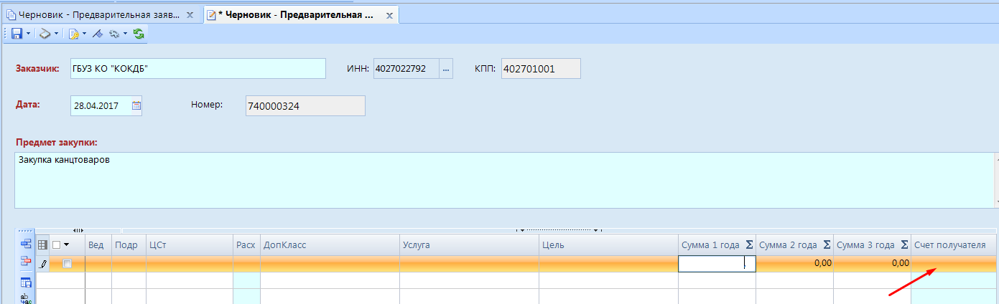 Черновик - Предварительная заяв...
* Черновик - Предварительная ...
Заказчик: ГБУЗ КО "КОКДБ" ИНН: 4027022792 ... КПП: 402701001
Дата: 28.04.2017 Номер: 740000324
Предмет закупки:
Закупка канцтоваров
Вед Подр ЦСт Расх ДопКласс Услуга Цель Сумма 1 года Σ Сумма 2 года Σ Сумма 3 года Σ Счет получателя
, 0,00 0,00
ab
ac